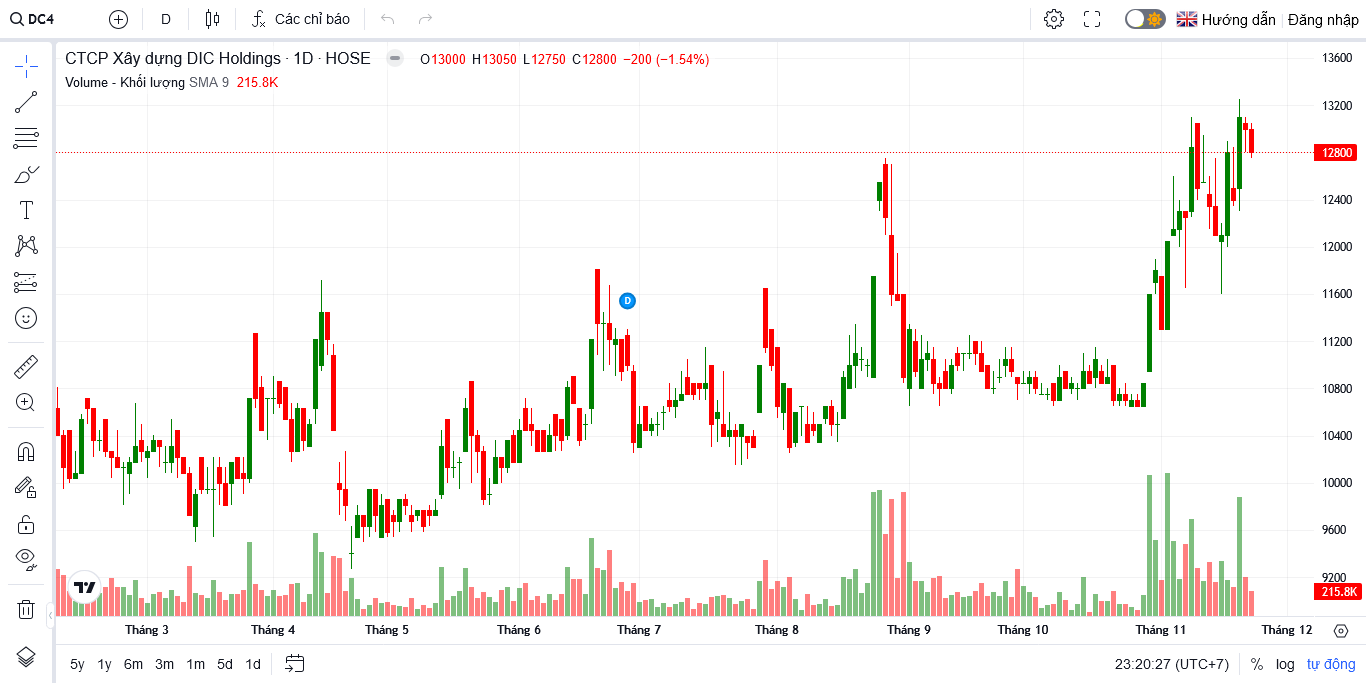 DC4 D Các chỉ báo Hướng dẫn Đăng nhập
CTCP Xây dựng DIC Holdings · 1D · HOSE O13000 H13050 L12750 C12800 −200 (−1.54%)
Volume - Khối lượng SMA 9 215.8K
13600
13200
12800
12400
12000
11600
D
11200
10800
10400
10000
9600
9200
215.8K
Tháng 3 Tháng 4 Tháng 5 Tháng 6 Tháng 7 Tháng 8 Tháng 9 Tháng 10 Tháng 11 Tháng 12
5y 1y 6m 3m 1m 5d 1d 23:20:27 (UTC+7) % log tự động